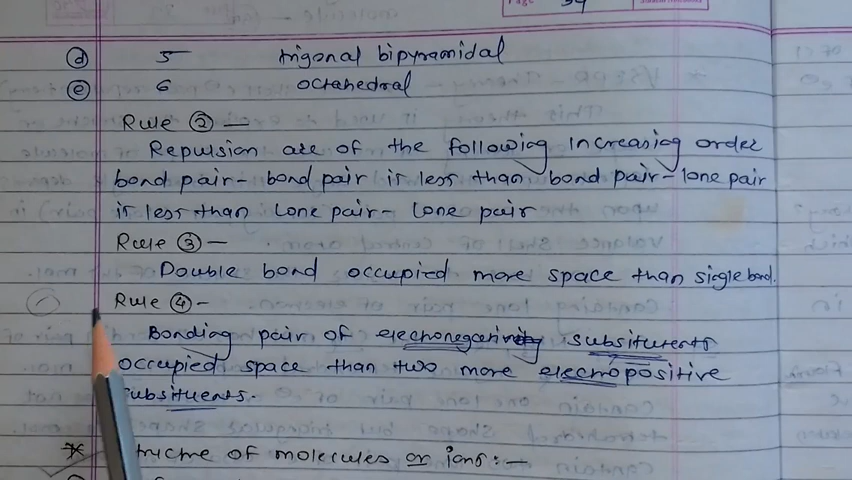 Page 34
(d) 5 trigonal bipyramidal
(e) 6 octahedral
Rule (2) -
Repulsion are of the following increasing order
bond pair - bond pair is less than bond pair - lone pair
is less than lone pair - lone pair
Rule (3) -
Double bond occupied more space than single bond.
Rule (4) -
Bonding pair of electronegativity subsituents
occupied space than two more electropositive
subsituents.
* of molecules or ions : -